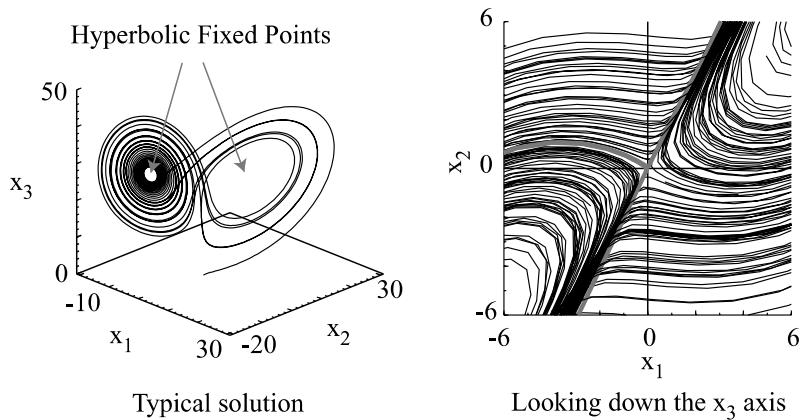 Hyperbolic Fixed Points
50
x3
0
-10
x1
30
-20
x2
30
Typical solution
6
x2
0
-6
-6
0
6
x1
Looking down the x3 axis